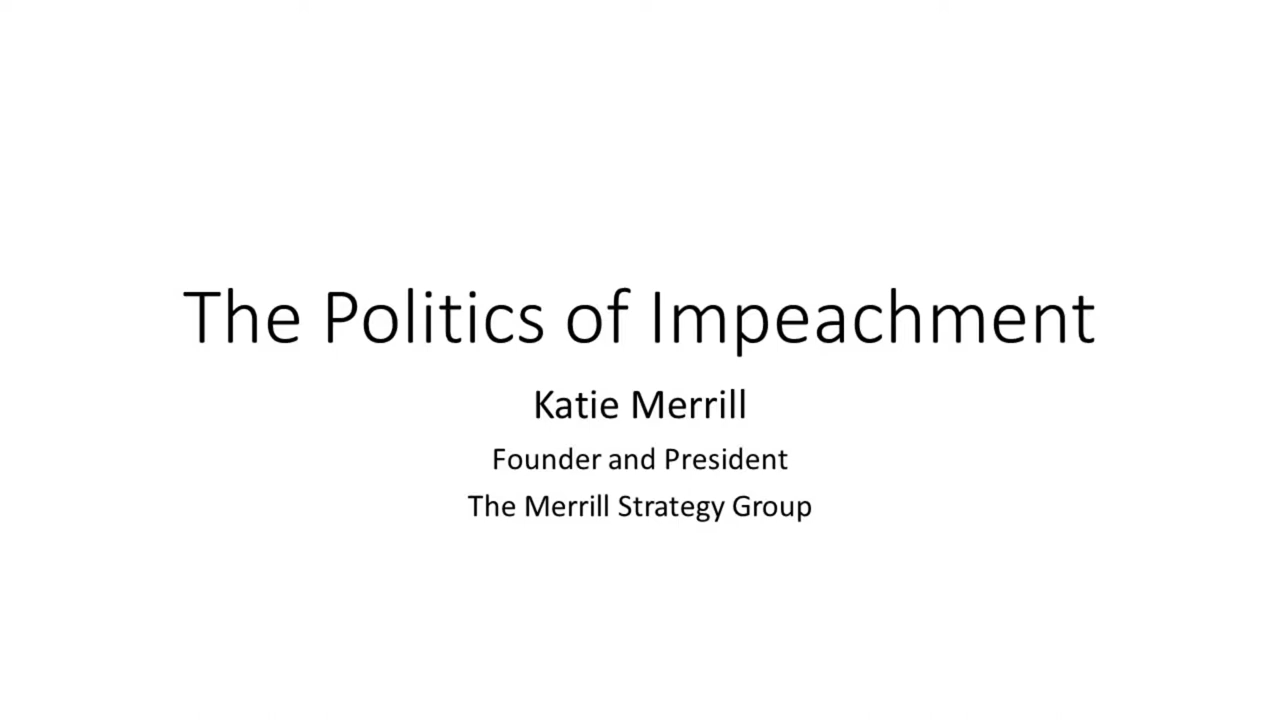 The Politics of Impeachment
Katie Merrill
Founder and President
The Merrill Strategy Group